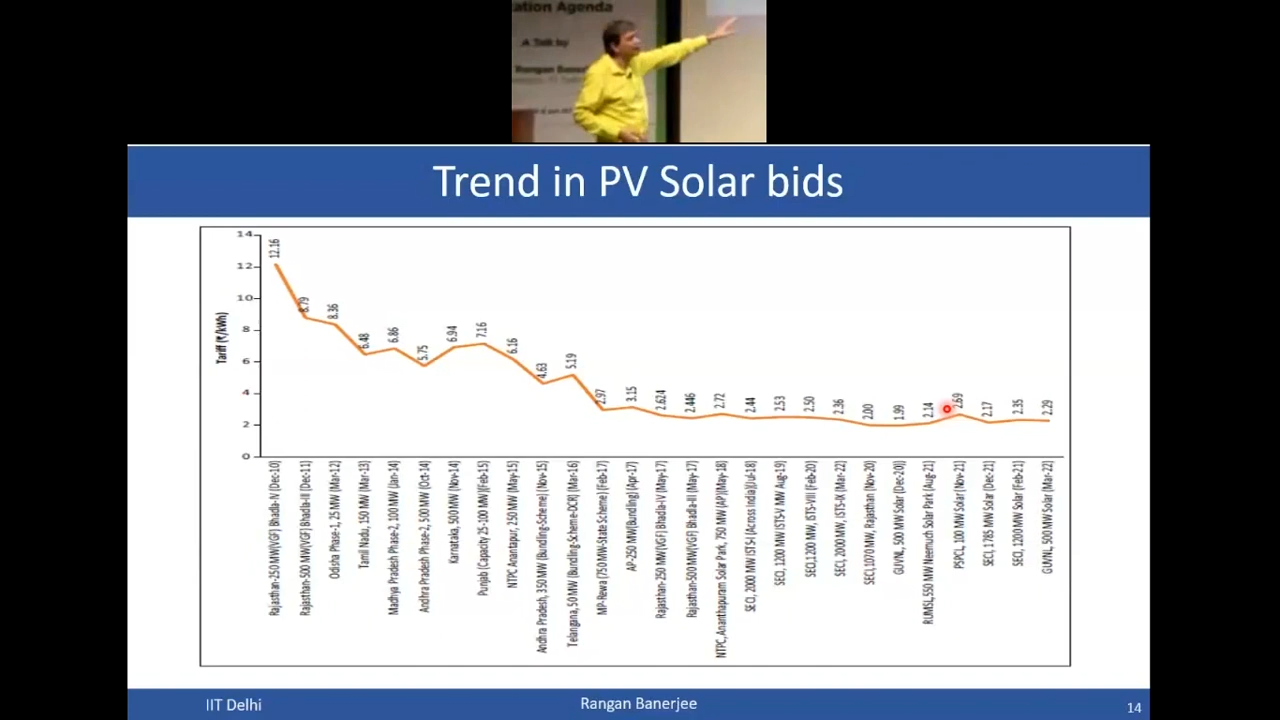 ation Agenda
A Talk by
Rangan Baner
Trend in PV Solar bids
14
12
10
8
6
4
2
0
Tariff (₹/kWh)
12.16
8.79
8.36
6.48
6.86
5.75
6.94
7.16
6.16
4.63
5.19
2.97
3.15
2.624
2.446
2.72
2.44
2.53
2.50
2.36
2.00
1.99
2.14
2.69
2.17
2.35
2.29
Rajasthan-250 MW(VGF) Bhadla-IV (Dec-10)
Rajasthan-500 MW(VGF) Bhadla-III (Dec-11)
Odisha Phase-1, 25 MW (Mar-12)
Tamil Nadu, 150 MW (Mar-13)
Madhya Pradesh Phase-2, 100 MW (Jan-14)
Andhra Pradesh Phase-2, 500 MW (Oct-14)
Karnataka, 500 MW (Nov-14)
Punjab (Capacity 25-100 MW)(Feb-15)
NTPC Anantapur, 250 MW (May-15)
Andhra Pradesh, 350 MW (Bundling-Scheme) (Nov-15)
Telangana, 50 MW (Bundling-Scheme-DCR) (Mar-16)
MP-Rewa (750 MW-State Scheme) (Feb-17)
AP-250 MW(Bundling) (Apr-17)
Rajasthan-250 MW(VGF) Bhadla-IV (May-17)
Rajasthan-500 MW(VGF) Bhadla-III (May-17)
NTPC, Ananthapuram Solar Park, 750 MW (AP)(May-18)
SECI, 2000 MW ISTS-I (Across India)(Jul-18)
SECI, 1200 MW ISTS-V MW Aug-19)
SECI,1200 MW, ISTS-VIII (Feb-20)
SECI, 2000 MW, ISTS-IX (Mar-22)
SECI,1070 MW, Rajasthan (Nov-20)
GUVNL, 500 MW Solar (Dec-20))
RUMSL,550 MW Neemuch Solar Park (Aug-21)
PSPCL, 100 MW Solar (Nov-21)
SECI, 1785 MW Solar (Dec-21)
SECI, 1200 MW Solar (Feb-21)
GUVNL, 500 MW Solar (Mar-22)
IIT Delhi
Rangan Banerjee
14